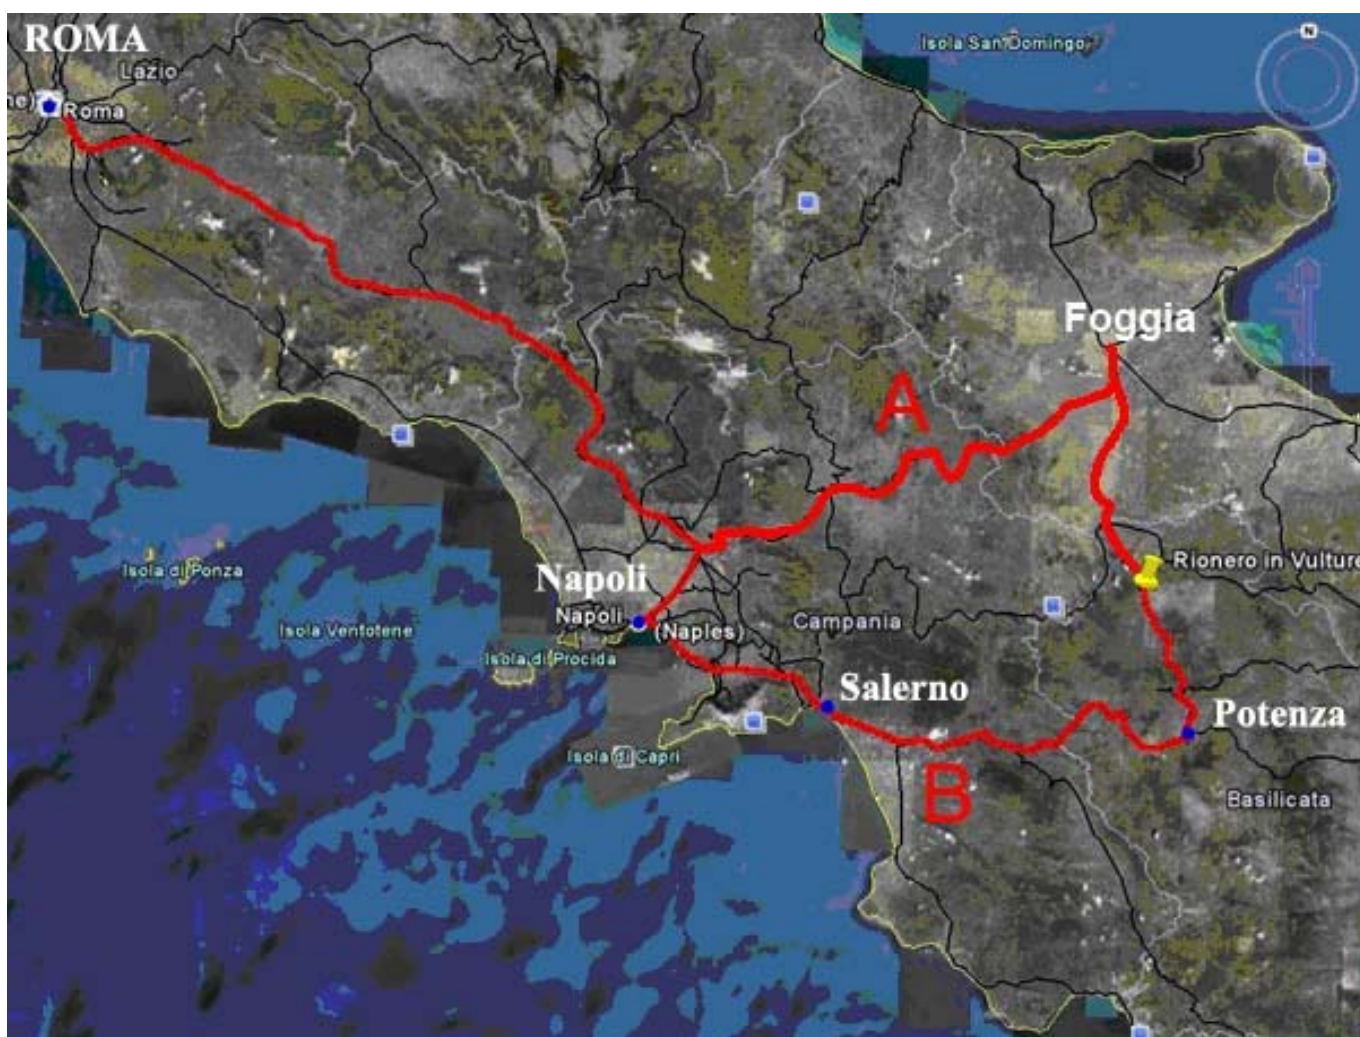 ROMA
Isola San Domingo
N
Lazio
ne)
Roma
Foggia
A
Rionero in Vulture
Isola di Ponza
Napoli
Napoli
(Naples)
Campania
Isola Ventotene
Isola di Procida
Salerno
Potenza
Isola di Capri
B
Basilicata